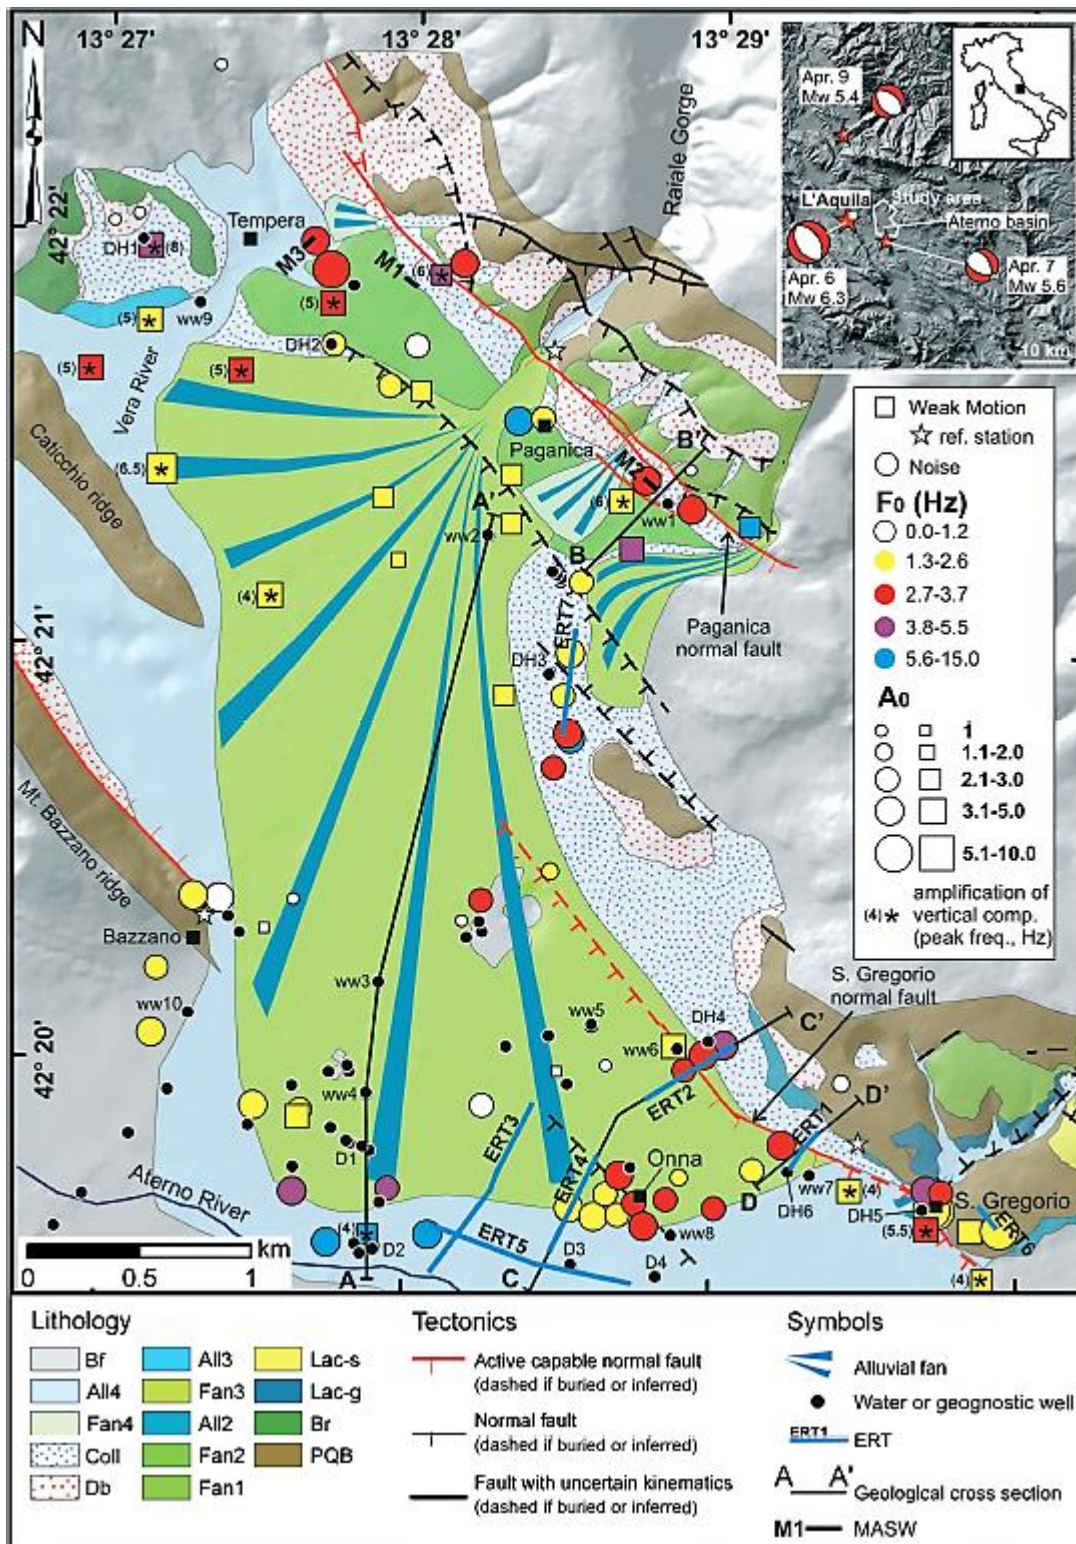 N
13° 27'
13° 28'
13° 29'
42° 22'
42° 21'
42° 20'
Apr. 9
Mw 5.4
L'Aquila
Study area
Aterno basin
Apr. 6
Mw 6.3
Apr. 7
Mw 5.6
10 km
Raiale Gorge
Tempera
DH1
(8)
M3
M1
(6)
(5)
ww9
(5)
DH2
(5)
(5)
Vera River
Caticchio ridge
(6.5)
Paganica
B'
M2
(6)
ww1
A'
ww2
B
(4)
ERT7
DH3
Paganica
normal fault
Mt. Bazzano ridge
Bazzano
ww3
ww10
S. Gregorio
normal fault
ww5
DH4
C'
ww6
ww4
ERT2
ERT3
ERT1
D'
D1
ERT4
Onna
D
ww7
(4)
DH6
DH5
S. Gregorio
(5.5)
ERT6
(4)
Aterno River
(4)
D2
ERT5
D3
D4
ww8
A
C
km
0
0.5
1
Weak Motion
ref. station
Noise
F0 (Hz)
0.0-1.2
1.3-2.6
2.7-3.7
3.8-5.5
5.6-15.0
A0
1
1.1-2.0
2.1-3.0
3.1-5.0
5.1-10.0
(4)* amplification of
vertical comp.
(peak freq., Hz)
Lithology
Bf
All4
Fan4
Coll
Db
All3
Fan3
All2
Fan2
Fan1
Lac-s
Lac-g
Br
PQB
Tectonics
Active capable normal fault
(dashed if buried or inferred)
Normal fault
(dashed if buried or inferred)
Fault with uncertain kinematics
(dashed if buried or inferred)
Symbols
Alluvial fan
Water or geognostic well
ERT1
ERT
A A'
Geological cross section
M1
MASW